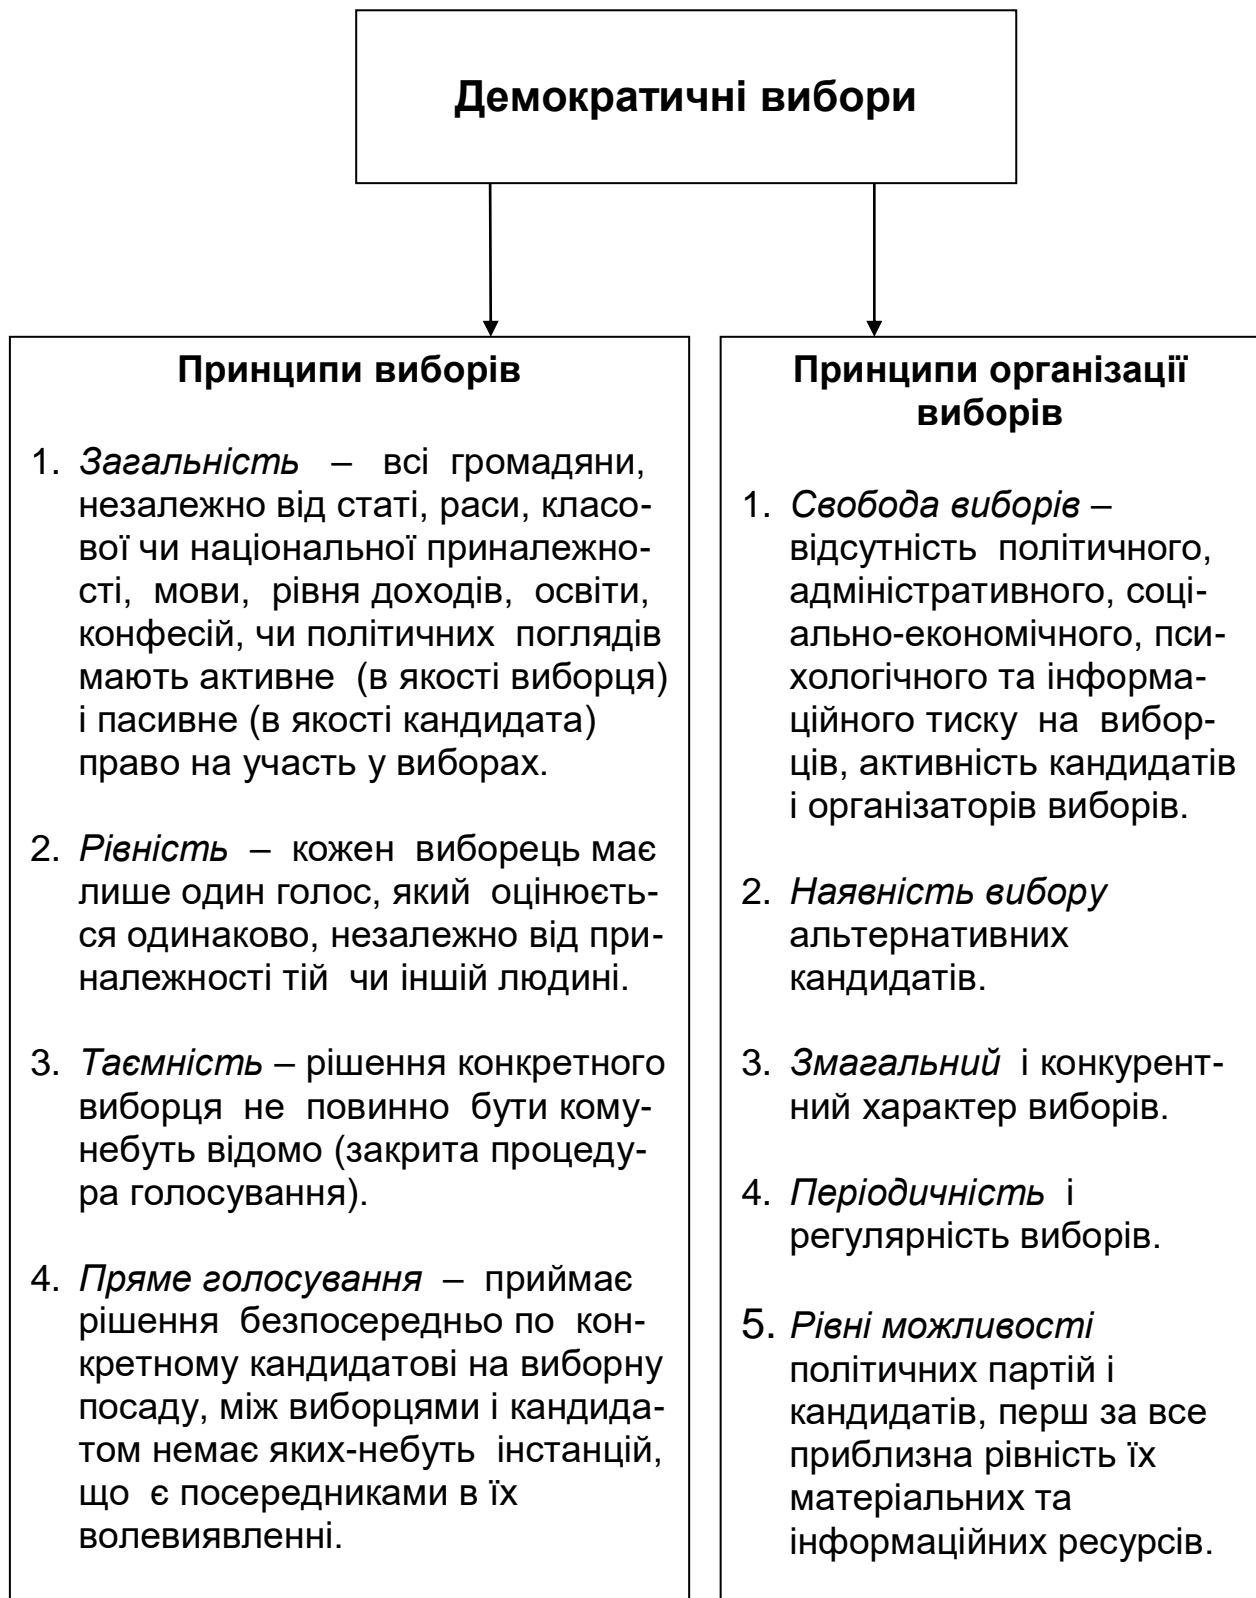 Демократичні вибори
Принципи виборів
1. Загальність – всі громадяни,
незалежно від статі, раси, класо-
вої чи національної приналежно-
сті, мови, рівня доходів, освіти,
конфесій, чи політичних поглядів
мають активне (в якості виборця)
і пасивне (в якості кандидата)
право на участь у виборах.
2. Рівність – кожен виборець має
лише один голос, який оцінюєть-
ся одинаково, незалежно від при-
належності тій чи іншій людині.
3. Таємність – рішення конкретного
виборця не повинно бути кому-
небуть відомо (закрита процеду-
ра голосування).
4. Пряме голосування – приймає
рішення безпосередньо по кон-
кретному кандидатові на виборну
посаду, між виборцями і кандида-
том немає яких-небуть інстанцій,
що є посередниками в їх
волевиявленні.
Принципи організації
виборів
1. Свобода виборів –
відсутність політичного,
адміністративного, соці-
ально-економічного, пси-
хологічного та інформа-
ційного тиску на вибор-
ців, активність кандидатів
і організаторів виборів.
2. Наявність вибору
альтернативних
кандидатів.
3. Змагальний і конкурент-
ний характер виборів.
4. Періодичність і
регулярність виборів.
5. Рівні можливості
політичних партій і
кандидатів, перш за все
приблизна рівність їх
матеріальних та
інформаційних ресурсів.